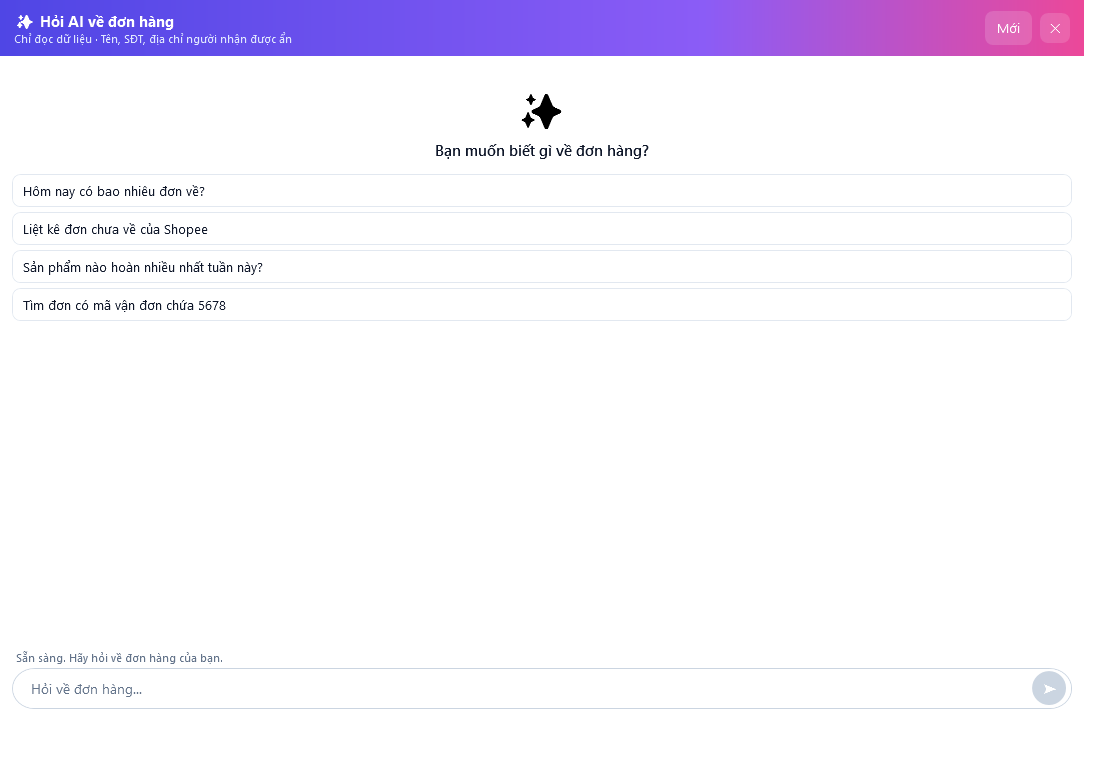 Hỏi AI về đơn hàng
Chỉ đọc dữ liệu · Tên, SĐT, địa chỉ người nhận được ẩn
Mới
Bạn muốn biết gì về đơn hàng?
Hôm nay có bao nhiêu đơn về?
Liệt kê đơn chưa về của Shopee
Sản phẩm nào hoàn nhiều nhất tuần này?
Tìm đơn có mã vận đơn chứa 5678
Sẵn sàng. Hãy hỏi về đơn hàng của bạn.
Hỏi về đơn hàng...